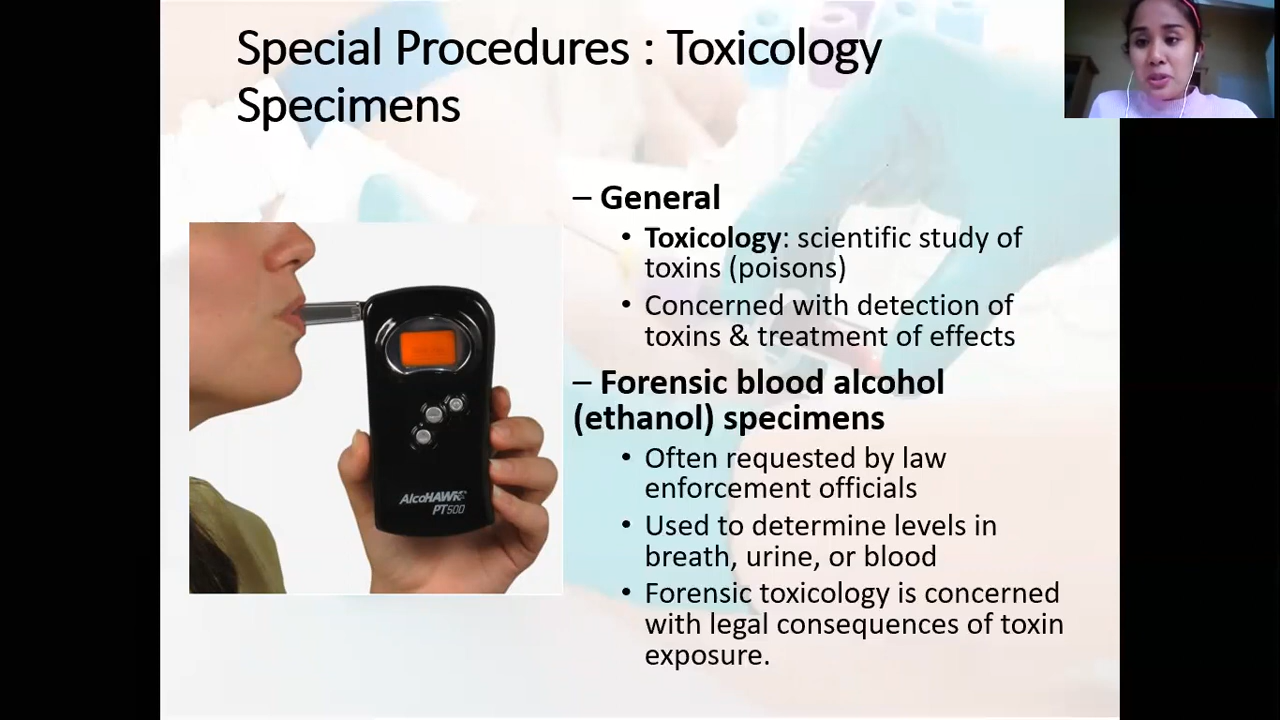 Special Procedures : Toxicology
Specimens
– General
• Toxicology: scientific study of
toxins (poisons)
• Concerned with detection of
toxins & treatment of effects
– Forensic blood alcohol
(ethanol) specimens
• Often requested by law
enforcement officials
• Used to determine levels in
breath, urine, or blood
• Forensic toxicology is concerned
with legal consequences of toxin
exposure.
AlcoHAWK
PT500